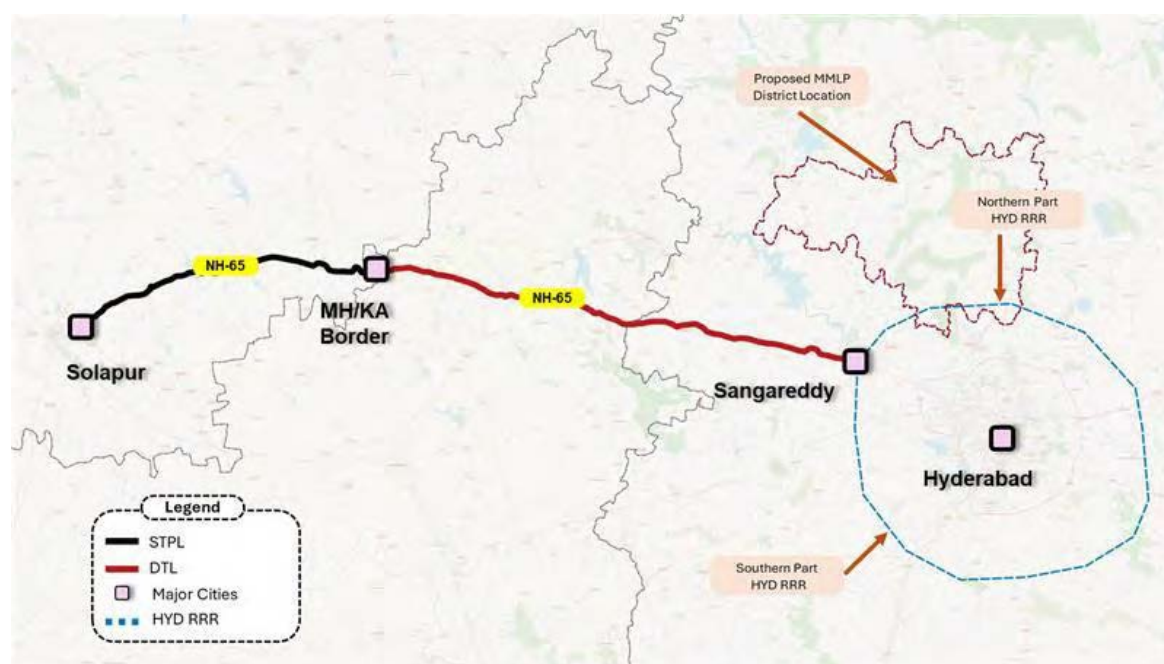 Proposed MMLP
District Location
Northern Part
HYD RRR
NH-65
NH-65
MH/KA
Border
Solapur
Sangareddy
Hyderabad
Legend
STPL
DTL
Major Cities
HYD RRR
Southern Part
HYD RRR